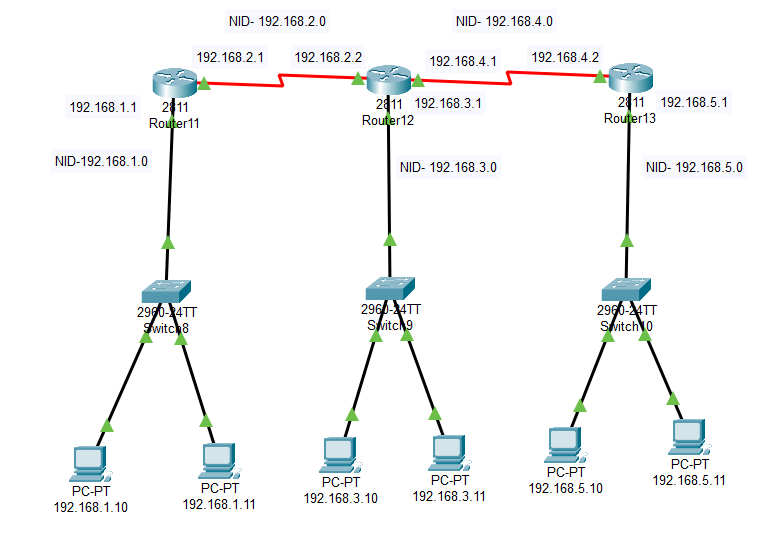 NID- 192.168.2.0
NID- 192.168.4.0
192.168.2.1
192.168.2.2
192.168.4.1
192.168.4.2
192.168.1.1
2811
Router11
2811
Router12
192.168.3.1
2811
Router13
192.168.5.1
NID-192.168.1.0
NID- 192.168.3.0
NID- 192.168.5.0
2960-24TT
Switch8
2960-24TT
Switch9
2960-24TT
Switch10
PC-PT
192.168.1.10
PC-PT
192.168.1.11
PC-PT
192.168.3.10
PC-PT
192.168.3.11
PC-PT
192.168.5.10
PC-PT
192.168.5.11